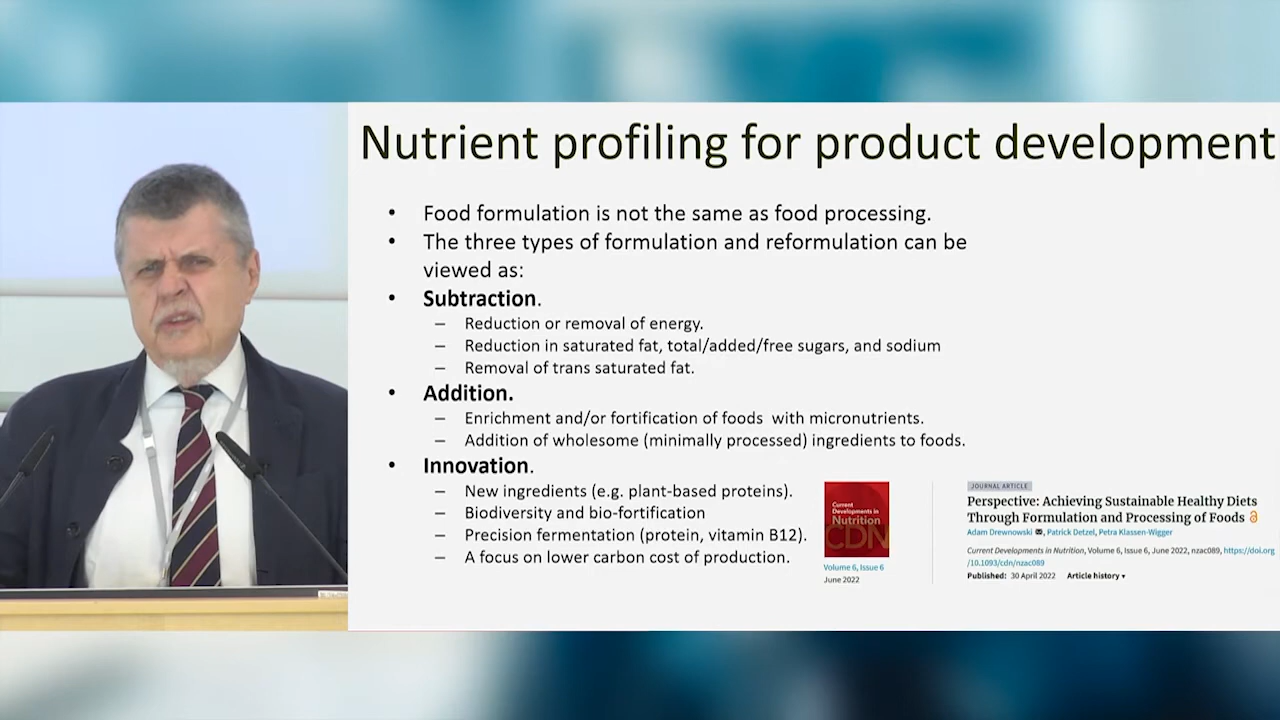 Nutrient profiling for product development
• Food formulation is not the same as food processing.
• The three types of formulation and reformulation can be
viewed as:
• Subtraction.
– Reduction or removal of energy.
– Reduction in saturated fat, total/added/free sugars, and sodium
– Removal of trans saturated fat.
• Addition.
– Enrichment and/or fortification of foods with micronutrients.
– Addition of wholesome (minimally processed) ingredients to foods.
• Innovation.
– New ingredients (e.g. plant-based proteins).
– Biodiversity and bio-fortification
– Precision fermentation (protein, vitamin B12).
– A focus on lower carbon cost of production.
Current
Developments in
Nutrition
CDN
Volume 6, Issue 6
June 2022
JOURNAL ARTICLE
Perspective: Achieving Sustainable Healthy Diets
Through Formulation and Processing of Foods
Adam Drewnowski, Patrick Detzel, Petra Klassen-Wigger
Current Developments in Nutrition, Volume 6, Issue 6, June 2022, nzac089, https://doi.org
/10.1093/cdn/nzac089
Published: 30 April 2022 Article history ▾